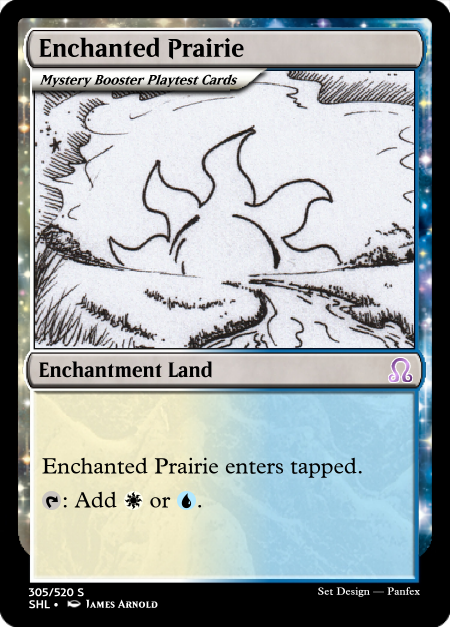 Enchanted Prairie
Mystery Booster Playtest Cards
Enchantment Land
Enchanted Prairie enters tapped.
: Add or .
305/520 S
Set Design — Panfex
SHL • James Arnold